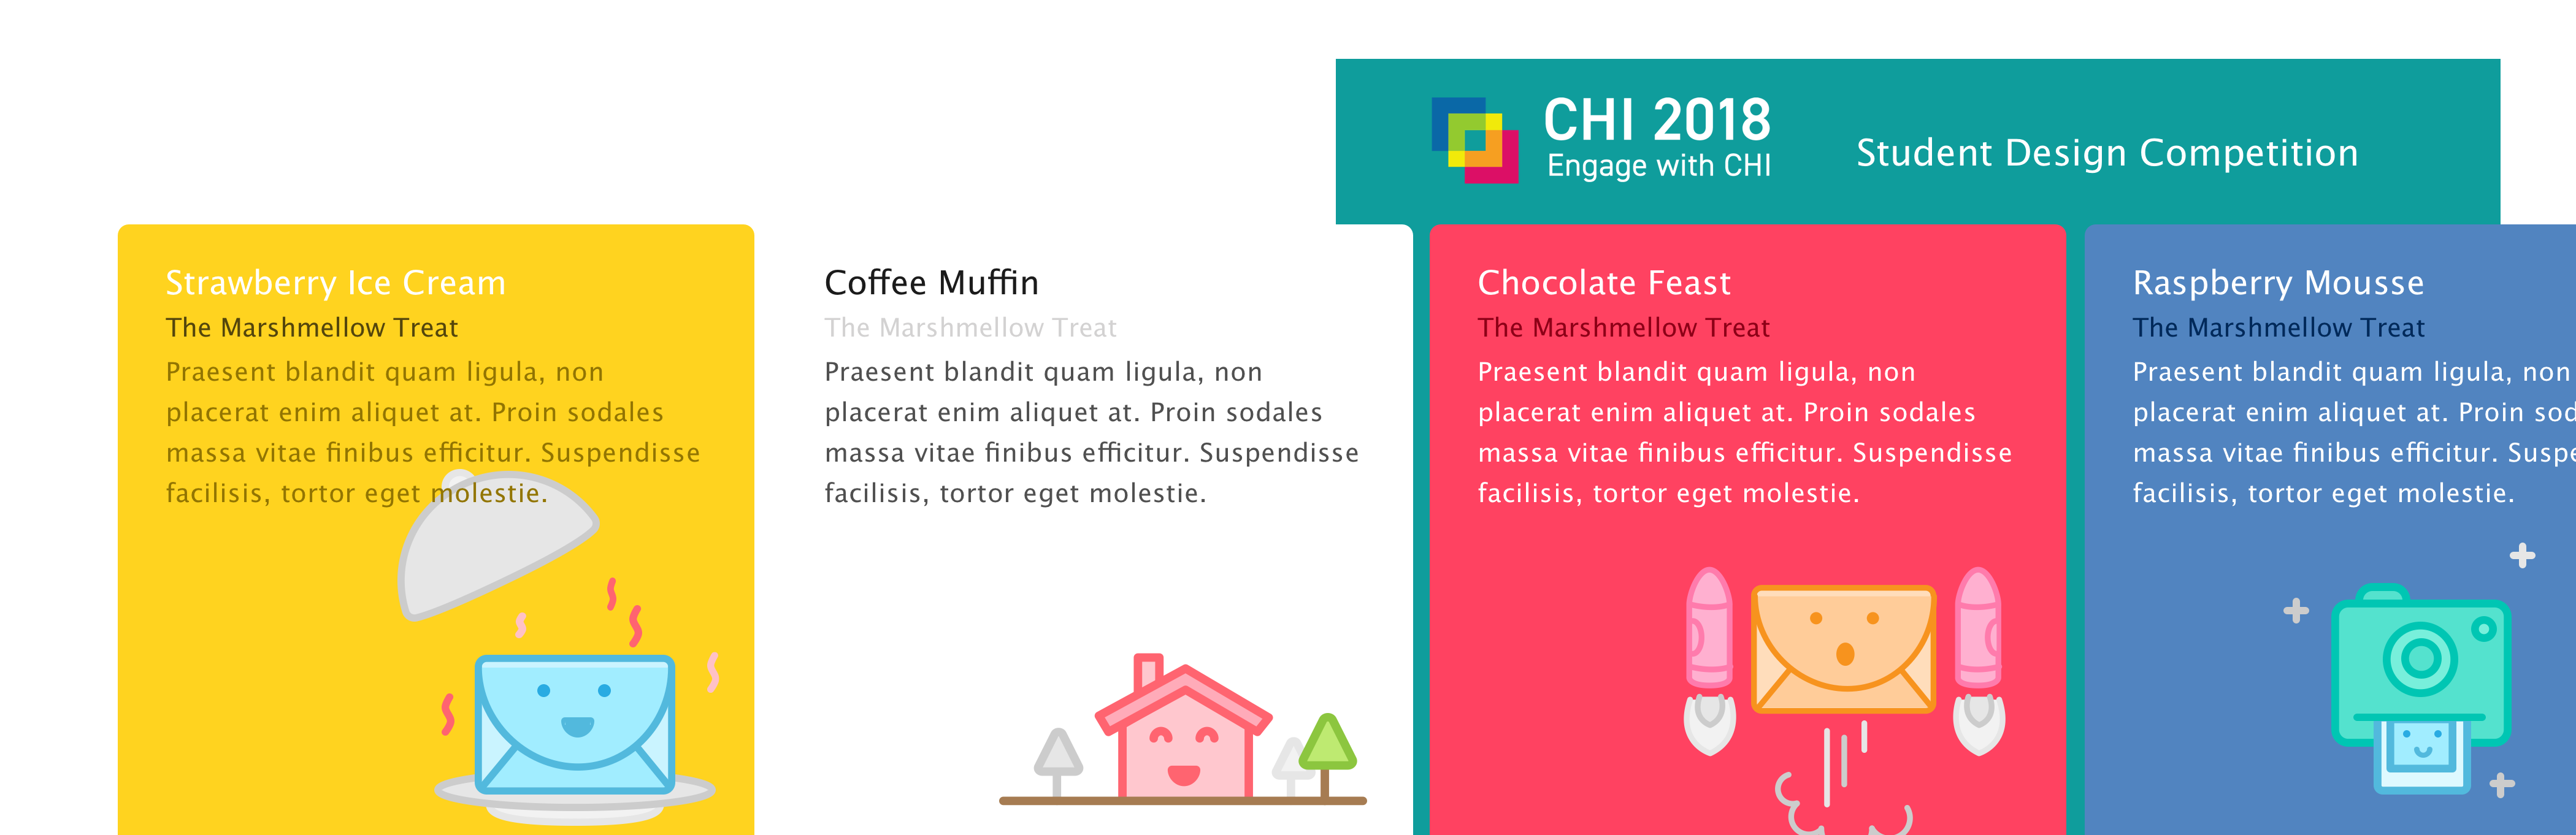 CHI 2018
Engage with CHI
Student Design Competition
Strawberry Ice Cream
The Marshmellow Treat
Praesent blandit quam ligula, non
placerat enim aliquet at. Proin sodales
massa vitae finibus efficitur. Suspendisse
facilisis, tortor eget molestie.
Coffee Muffin
The Marshmellow Treat
Praesent blandit quam ligula, non
placerat enim aliquet at. Proin sodales
massa vitae finibus efficitur. Suspendisse
facilisis, tortor eget molestie.
Chocolate Feast
The Marshmellow Treat
Praesent blandit quam ligula, non
placerat enim aliquet at. Proin sodales
massa vitae finibus efficitur. Suspendisse
facilisis, tortor eget molestie.
Raspberry Mousse
The Marshmellow Treat
Praesent blandit quam ligula, non
placerat enim aliquet at. Proin
massa vitae finibus efficitur.
facilisis, tortor eget molestie.